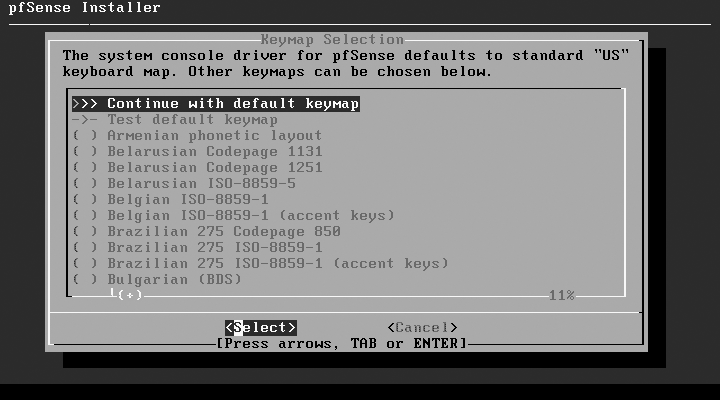 pfSense Installer
Keymap Selection
The system console driver for pfSense defaults to standard "US"
keyboard map. Other keymaps can be chosen below.
>>> Continue with default keymap
->- Test default keymap
( ) Armenian phonetic layout
( ) Belarusian Codepage 1131
( ) Belarusian Codepage 1251
( ) Belarusian ISO-8859-5
( ) Belgian ISO-8859-1
( ) Belgian ISO-8859-1 (accent keys)
( ) Brazilian 275 Codepage 850
( ) Brazilian 275 ISO-8859-1
( ) Brazilian 275 ISO-8859-1 (accent keys)
( ) Bulgarian (BDS)
(+) 11%
<Select> <Cancel>
[Press arrows, TAB or ENTER]